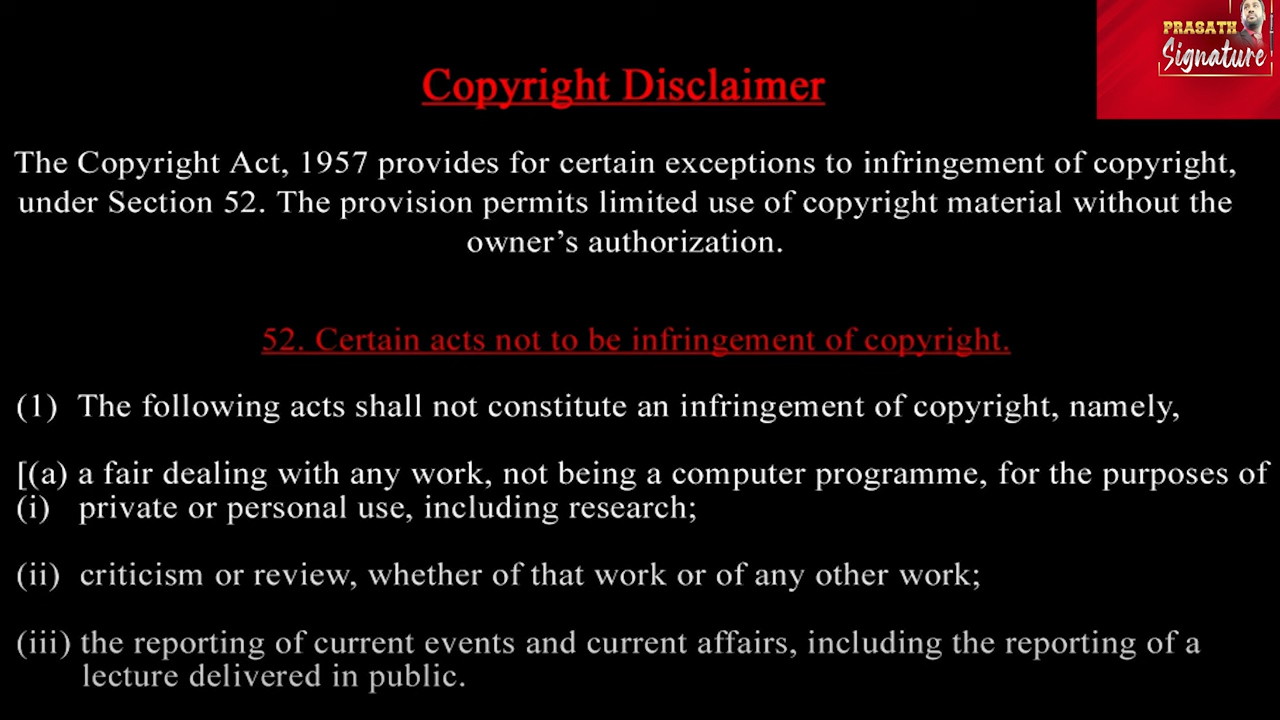 PRASATH
Signature
Copyright Disclaimer
The Copyright Act, 1957 provides for certain exceptions to infringement of copyright,
under Section 52. The provision permits limited use of copyright material without the
owner's authorization.
52. Certain acts not to be infringement of copyright.
(1) The following acts shall not constitute an infringement of copyright, namely,
[(a) a fair dealing with any work, not being a computer programme, for the purposes of
(i) private or personal use, including research;
(ii) criticism or review, whether of that work or of any other work;
(iii) the reporting of current events and current affairs, including the reporting of a
lecture delivered in public.